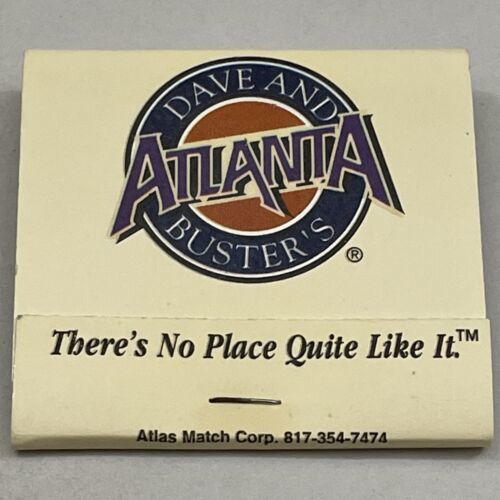 DAVE AND
ATLANTA
BUSTER'S
®
There's No Place Quite Like It.™
Atlas Match Corp. 817-354-7474